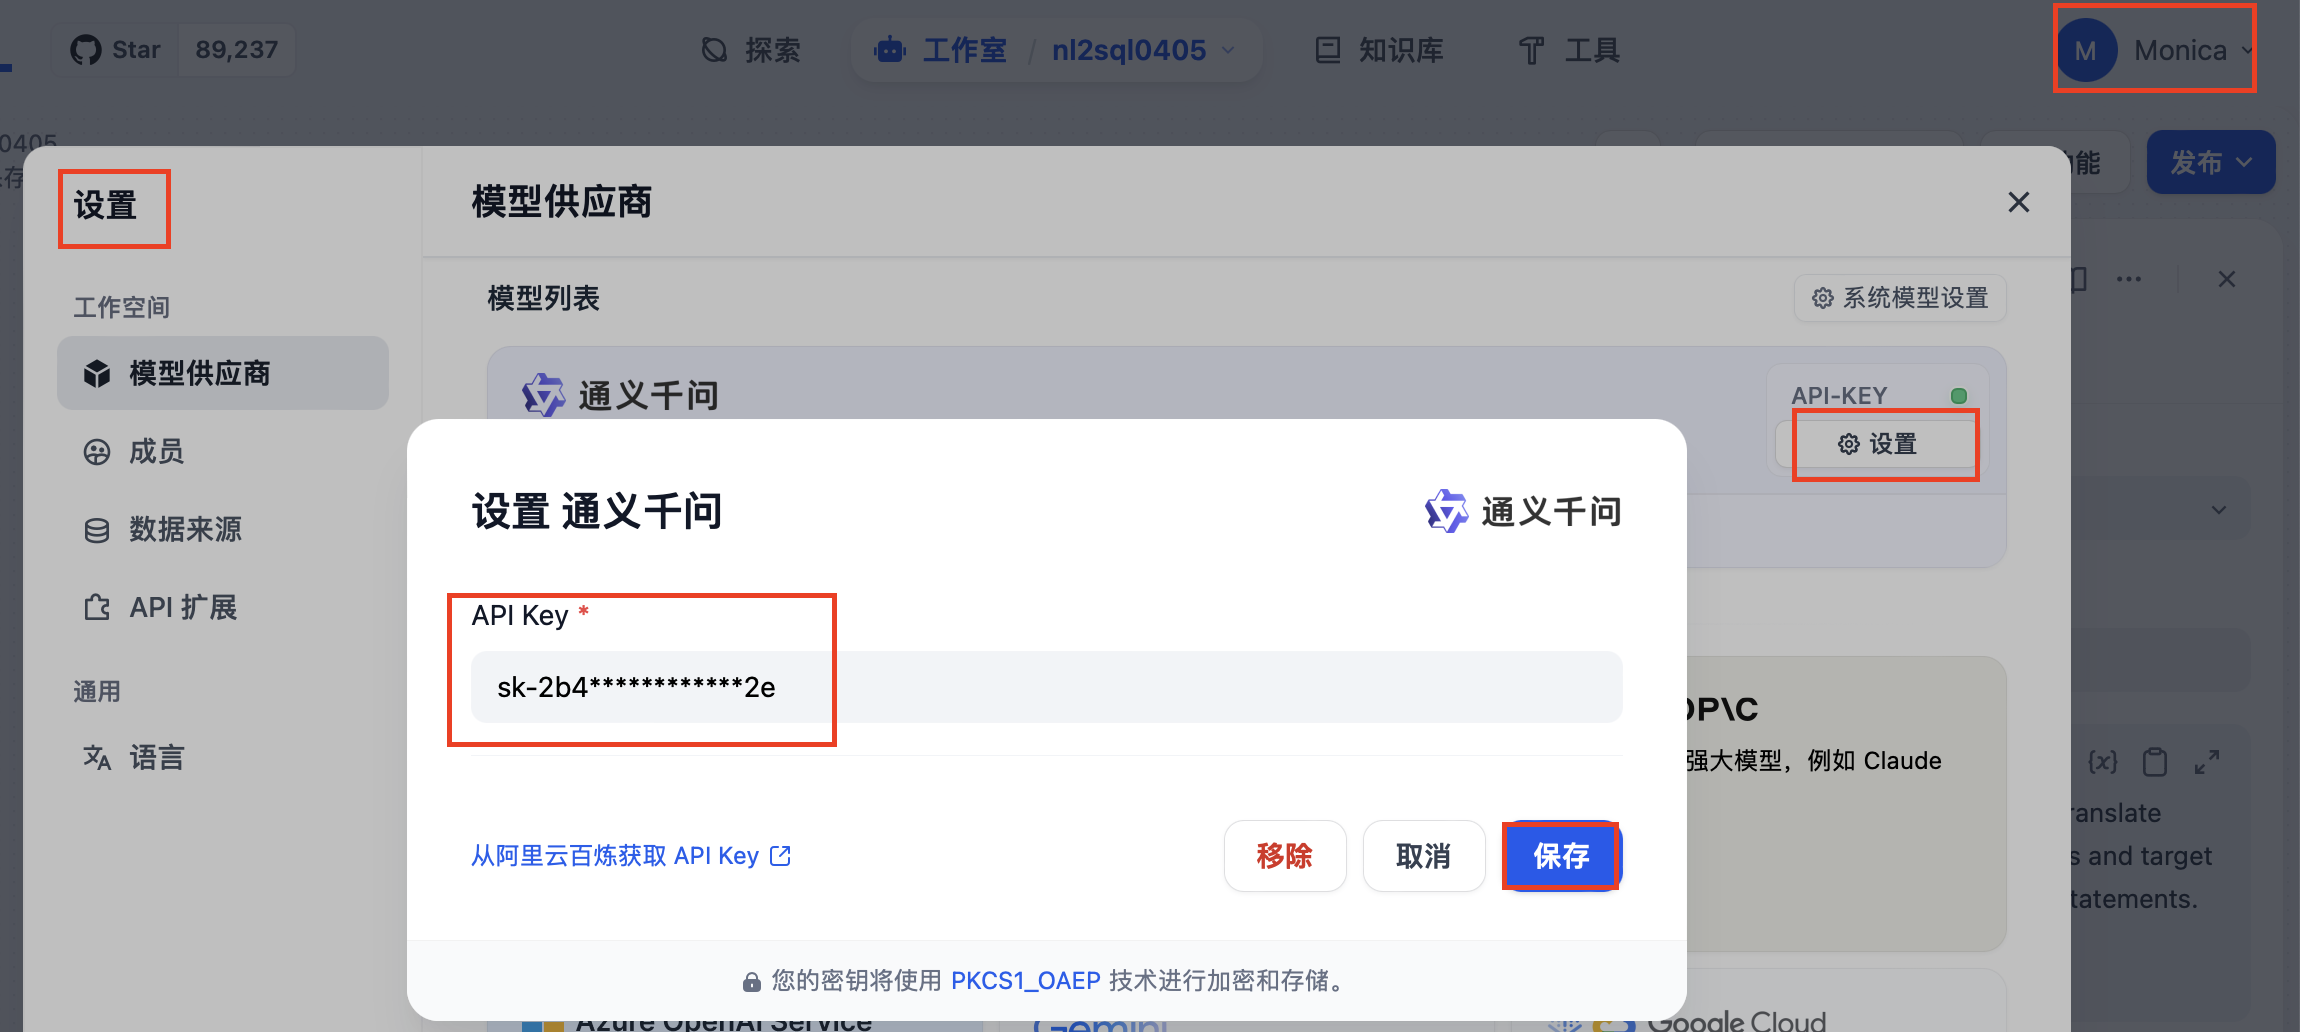 Star 89,237 探索 工作室 / nl2sql0405 知识库 工具 M Monica
0405
设置
模型供应商
能
发布
工作空间
模型列表
系统模型设置
模型供应商
通义千问
API-KEY
设置
成员
数据来源
API 扩展
通用
语言
设置 通义千问
通义千问
API Key *
sk-2b4************2e
强大模型，例如 Claude
{x}
ranslate
s and target
tatements.
从阿里云百炼获取 API Key
移除
取消
保存
您的密钥将使用 PKCS1_OAEP 技术进行加密和存储。
Azure OpenAI Service
Gemini
Google Cloud